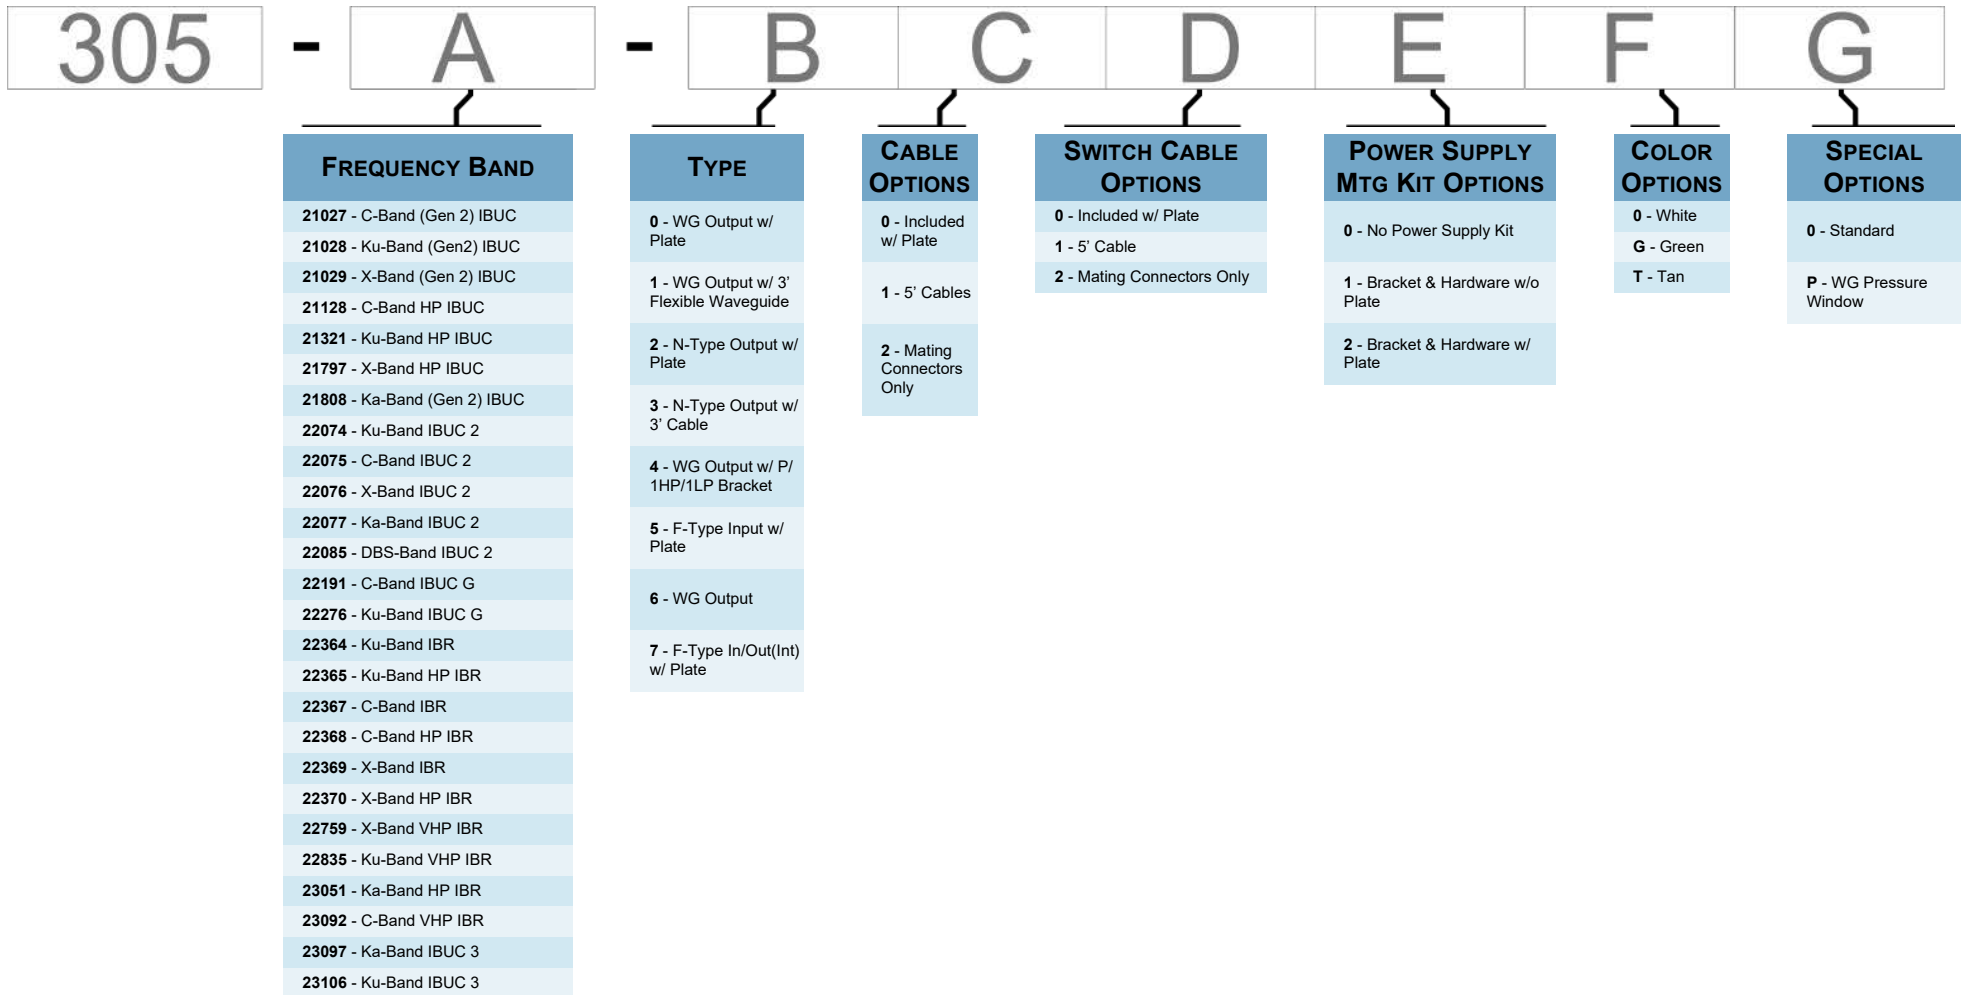 305 - A - B C D E F G
FREQUENCY BAND
21027 - C-Band (Gen 2) IBUC
21028 - Ku-Band (Gen2) IBUC
21029 - X-Band (Gen 2) IBUC
21128 - C-Band HP IBUC
21321 - Ku-Band HP IBUC
21797 - X-Band HP IBUC
21808 - Ka-Band (Gen 2) IBUC
22074 - Ku-Band IBUC 2
22075 - C-Band IBUC 2
22076 - X-Band IBUC 2
22077 - Ka-Band IBUC 2
22085 - DBS-Band IBUC 2
22191 - C-Band IBUC G
22276 - Ku-Band IBUC G
22364 - Ku-Band IBR
22365 - Ku-Band HP IBR
22367 - C-Band IBR
22368 - C-Band HP IBR
22369 - X-Band IBR
22370 - X-Band HP IBR
22759 - X-Band VHP IBR
22835 - Ku-Band VHP IBR
23051 - Ka-Band HP IBR
23092 - C-Band VHP IBR
23097 - Ka-Band IBUC 3
23106 - Ku-Band IBUC 3
TYPE
0 - WG Output w/
Plate
1 - WG Output w/ 3’
Flexible Waveguide
2 - N-Type Output w/
Plate
3 - N-Type Output w/
3’ Cable
4 - WG Output w/ P/
1HP/1LP Bracket
5 - F-Type Input w/
Plate
6 - WG Output
7 - F-Type In/Out(Int)
w/ Plate
CABLE
OPTIONS
0 - Included
w/ Plate
1 - 5’ Cables
2 - Mating
Connectors
Only
SWITCH CABLE
OPTIONS
0 - Included w/ Plate
1 - 5’ Cable
2 - Mating Connectors Only
POWER SUPPLY
MTG KIT OPTIONS
0 - No Power Supply Kit
1 - Bracket & Hardware w/o
Plate
2 - Bracket & Hardware w/
Plate
COLOR
OPTIONS
0 - White
G - Green
T - Tan
SPECIAL
OPTIONS
0 - Standard
P - WG Pressure
Window